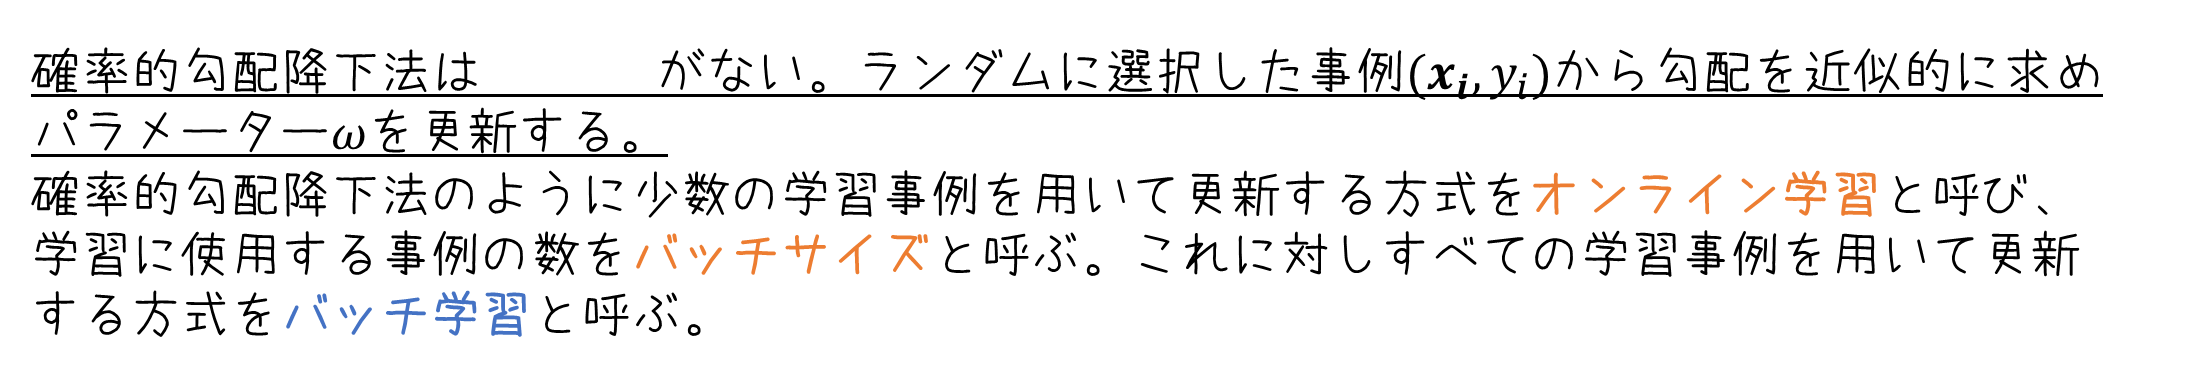 確率的勾配降下法は　　　がない。ランダムに選択した事例(𝒙ᵢ, yᵢ)から勾配を近似的に求め
パラメーターωを更新する。
確率的勾配降下法のように少数の学習事例を用いて更新する方式をオンライン学習と呼び、
学習に使用する事例の数をバッチサイズと呼ぶ。これに対しすべての学習事例を用いて更新
する方式をバッチ学習と呼ぶ。